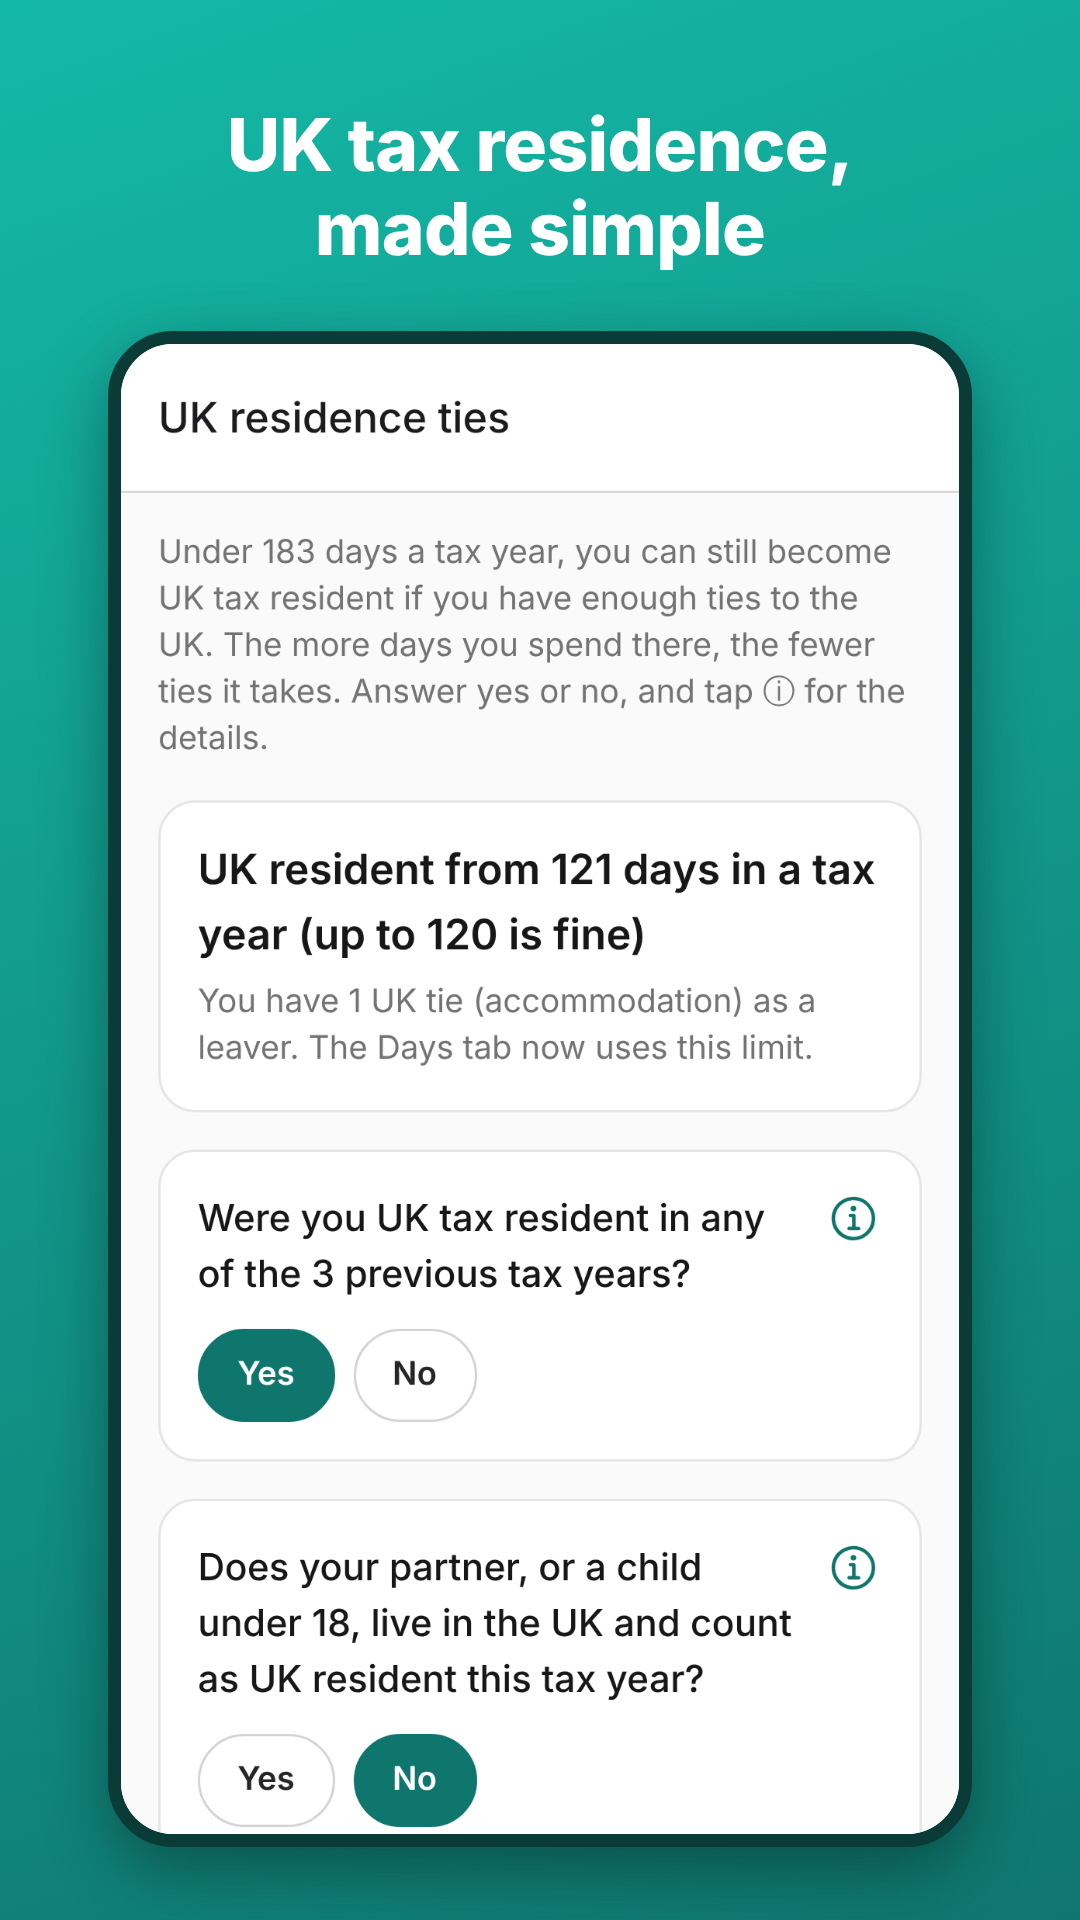 UK tax residence,
made simple
UK residence ties
Under 183 days a tax year, you can still become
UK tax resident if you have enough ties to the
UK. The more days you spend there, the fewer
ties it takes. Answer yes or no, and tap ⓘ for the
details.
UK resident from 121 days in a tax
year (up to 120 is fine)
You have 1 UK tie (accommodation) as a
leaver. The Days tab now uses this limit.
Were you UK tax resident in any
of the 3 previous tax years?
Yes No
Does your partner, or a child
under 18, live in the UK and count
as UK resident this tax year?
Yes No